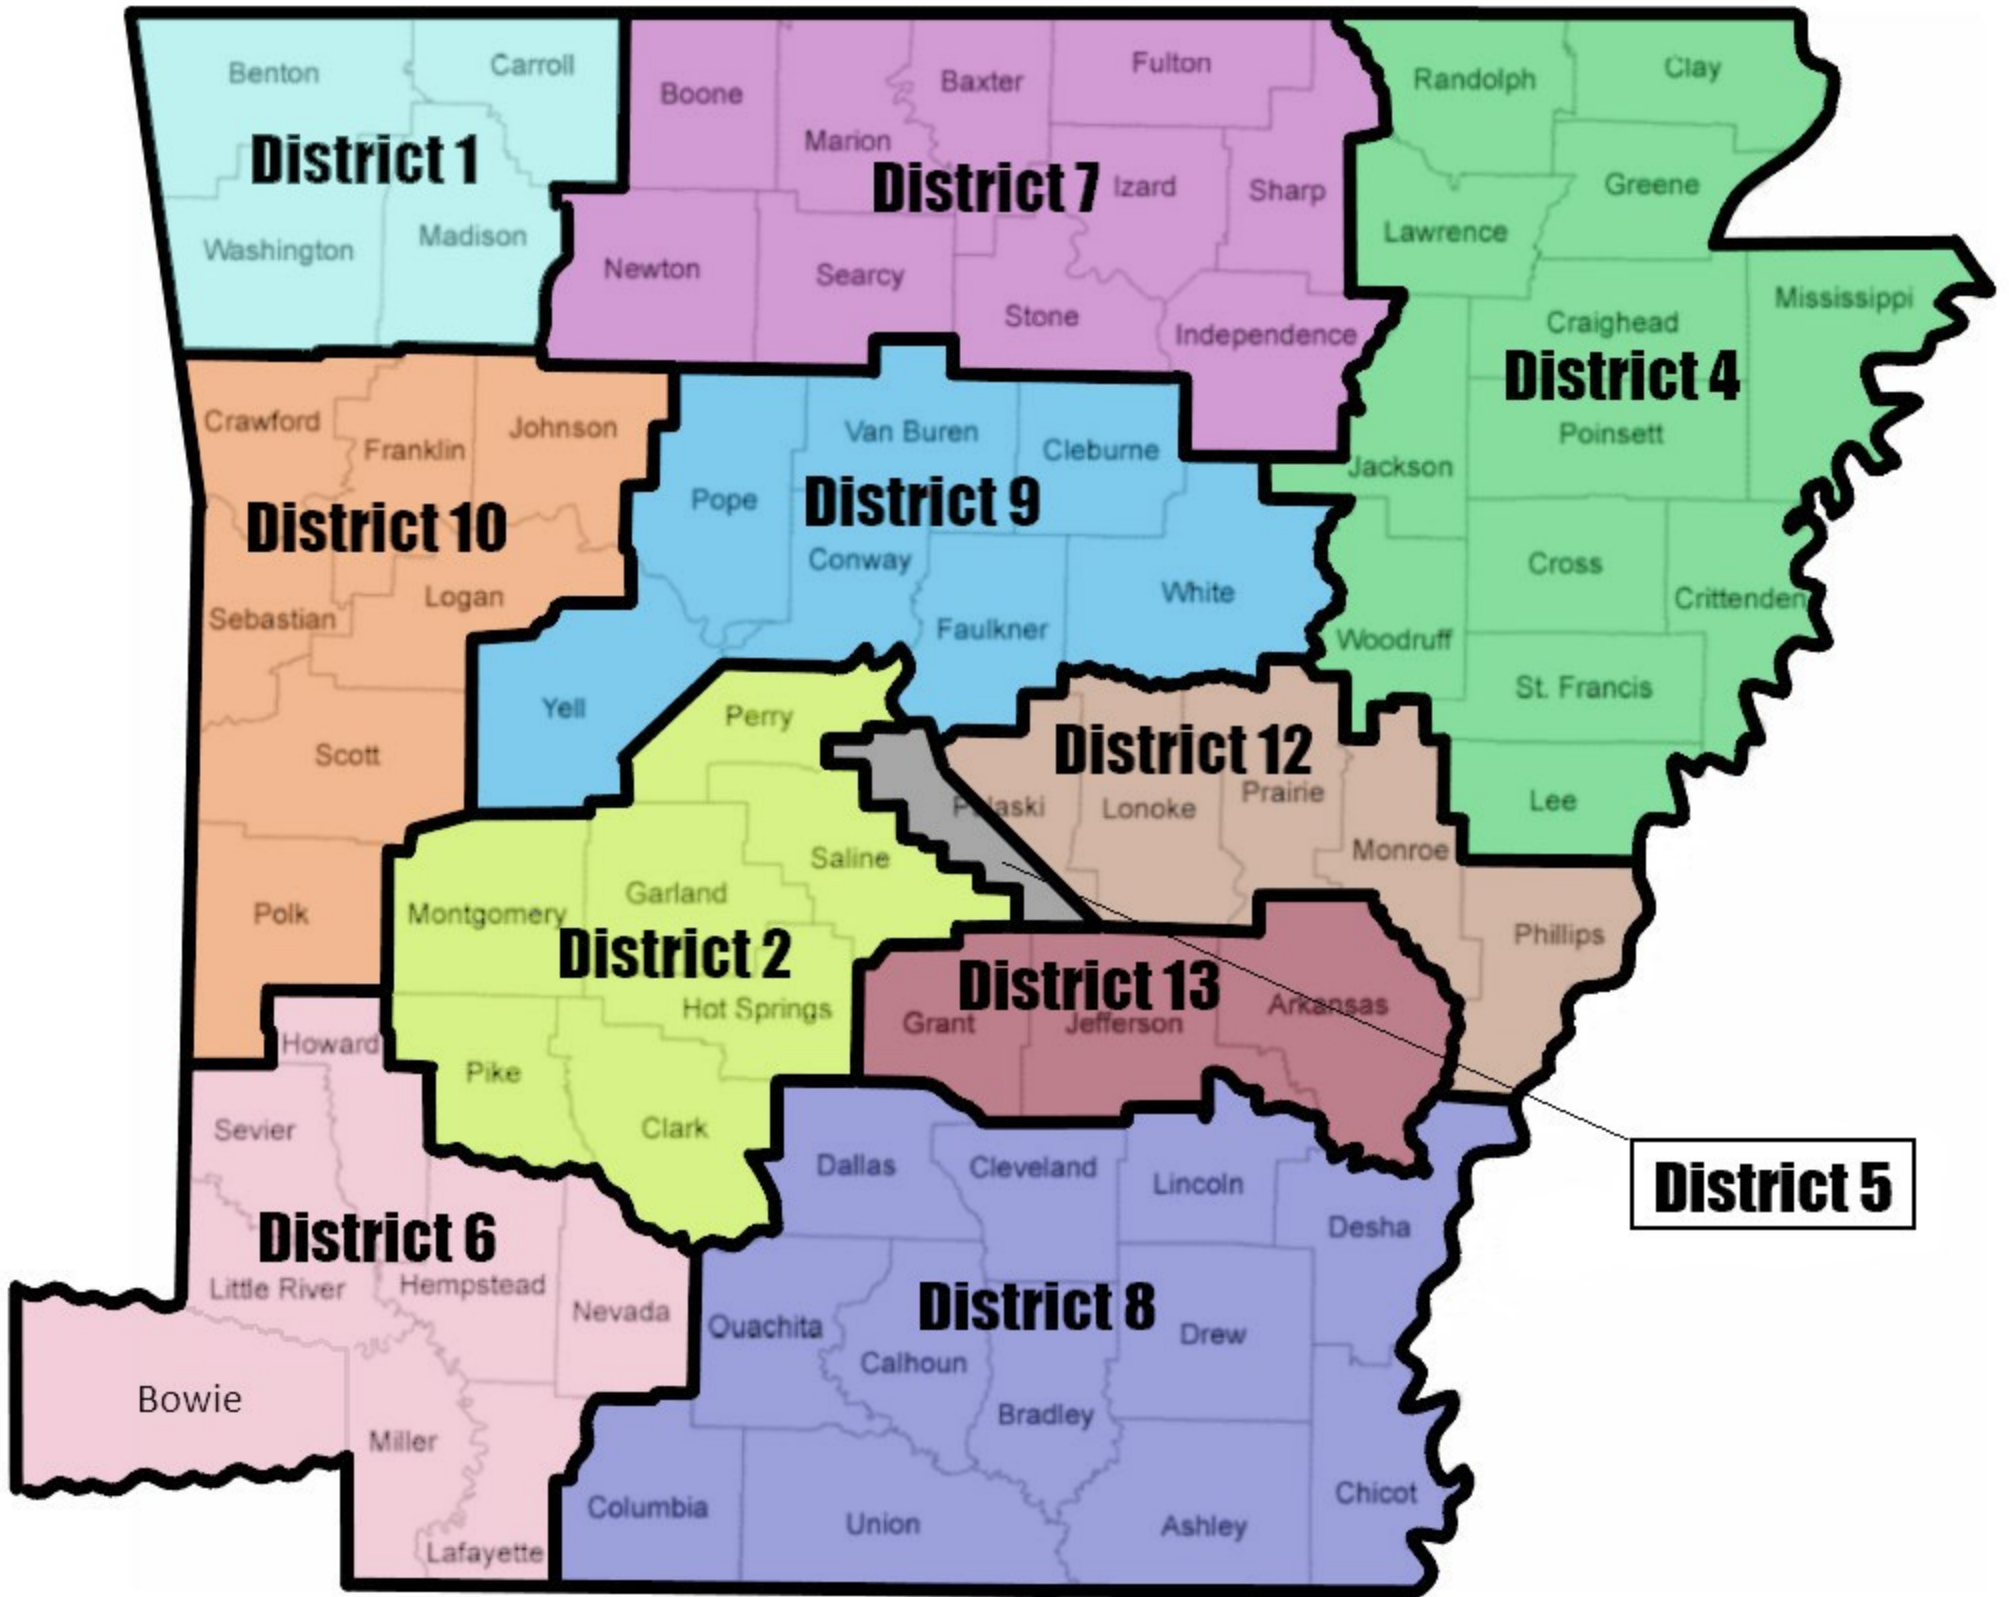 Benton
Carroll
District 1
Washington
Madison
Boone
Marion
Baxter
Fulton
District 7
Izard
Sharp
Newton
Searcy
Stone
Independence
Randolph
Clay
Greene
Lawrence
Craighead
Mississippi
District 4
Poinsett
Jackson
Cross
Crittenden
Woodruff
St. Francis
Lee
Crawford
Franklin
Johnson
District 10
Logan
Sebastian
Scott
Polk
Van Buren
Cleburne
Pope
District 9
Conway
White
Faulkner
Yell
Perry
Saline
Garland
Montgomery
District 2
Hot Springs
Pike
Clark
District 12
Pulaski
Lonoke
Prairie
Monroe
Phillips
District 13
Grant
Jefferson
Arkansas
District 5
Howard
Sevier
District 6
Little River
Hempstead
Nevada
Bowie
Miller
Lafayette
Dallas
Cleveland
Lincoln
Desha
Ouachita
District 8
Calhoun
Drew
Bradley
Columbia
Union
Ashley
Chicot